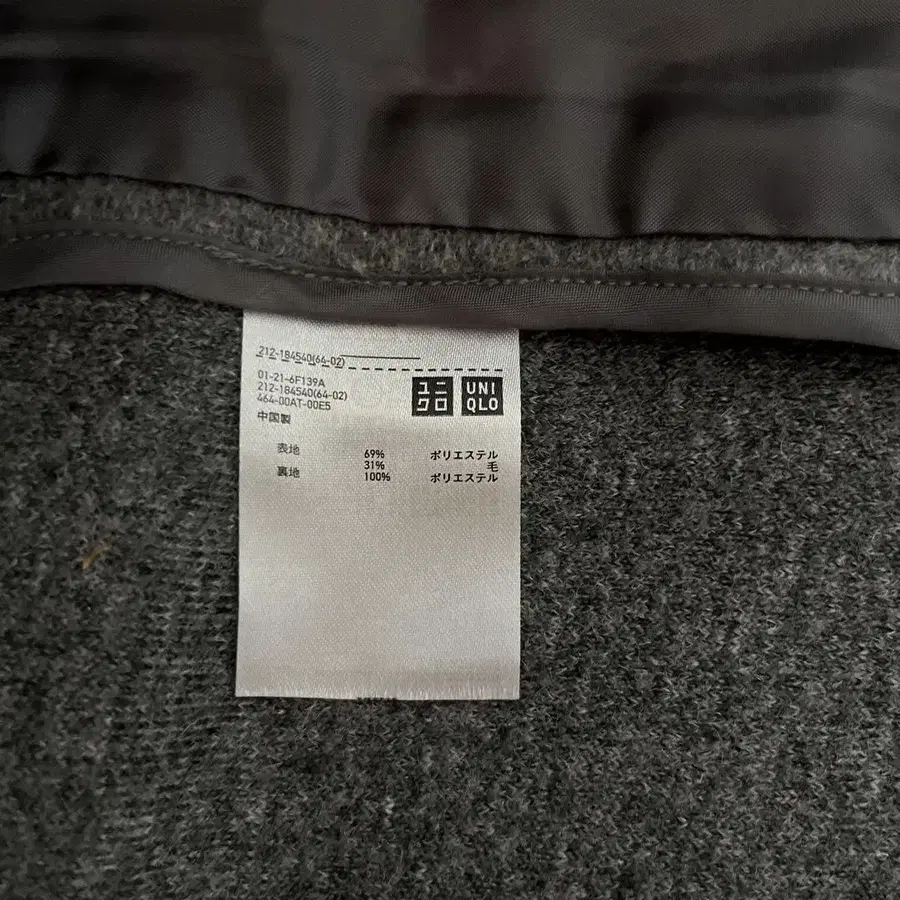 212-184540(64-02)
01-21-6F139A
212-184540(64-02)
464-00AT-00E5
中国製
ユニ
クロ
UNI
QLO
表地 69% ポリエステル
31% 毛
裏地 100% ポリエステル